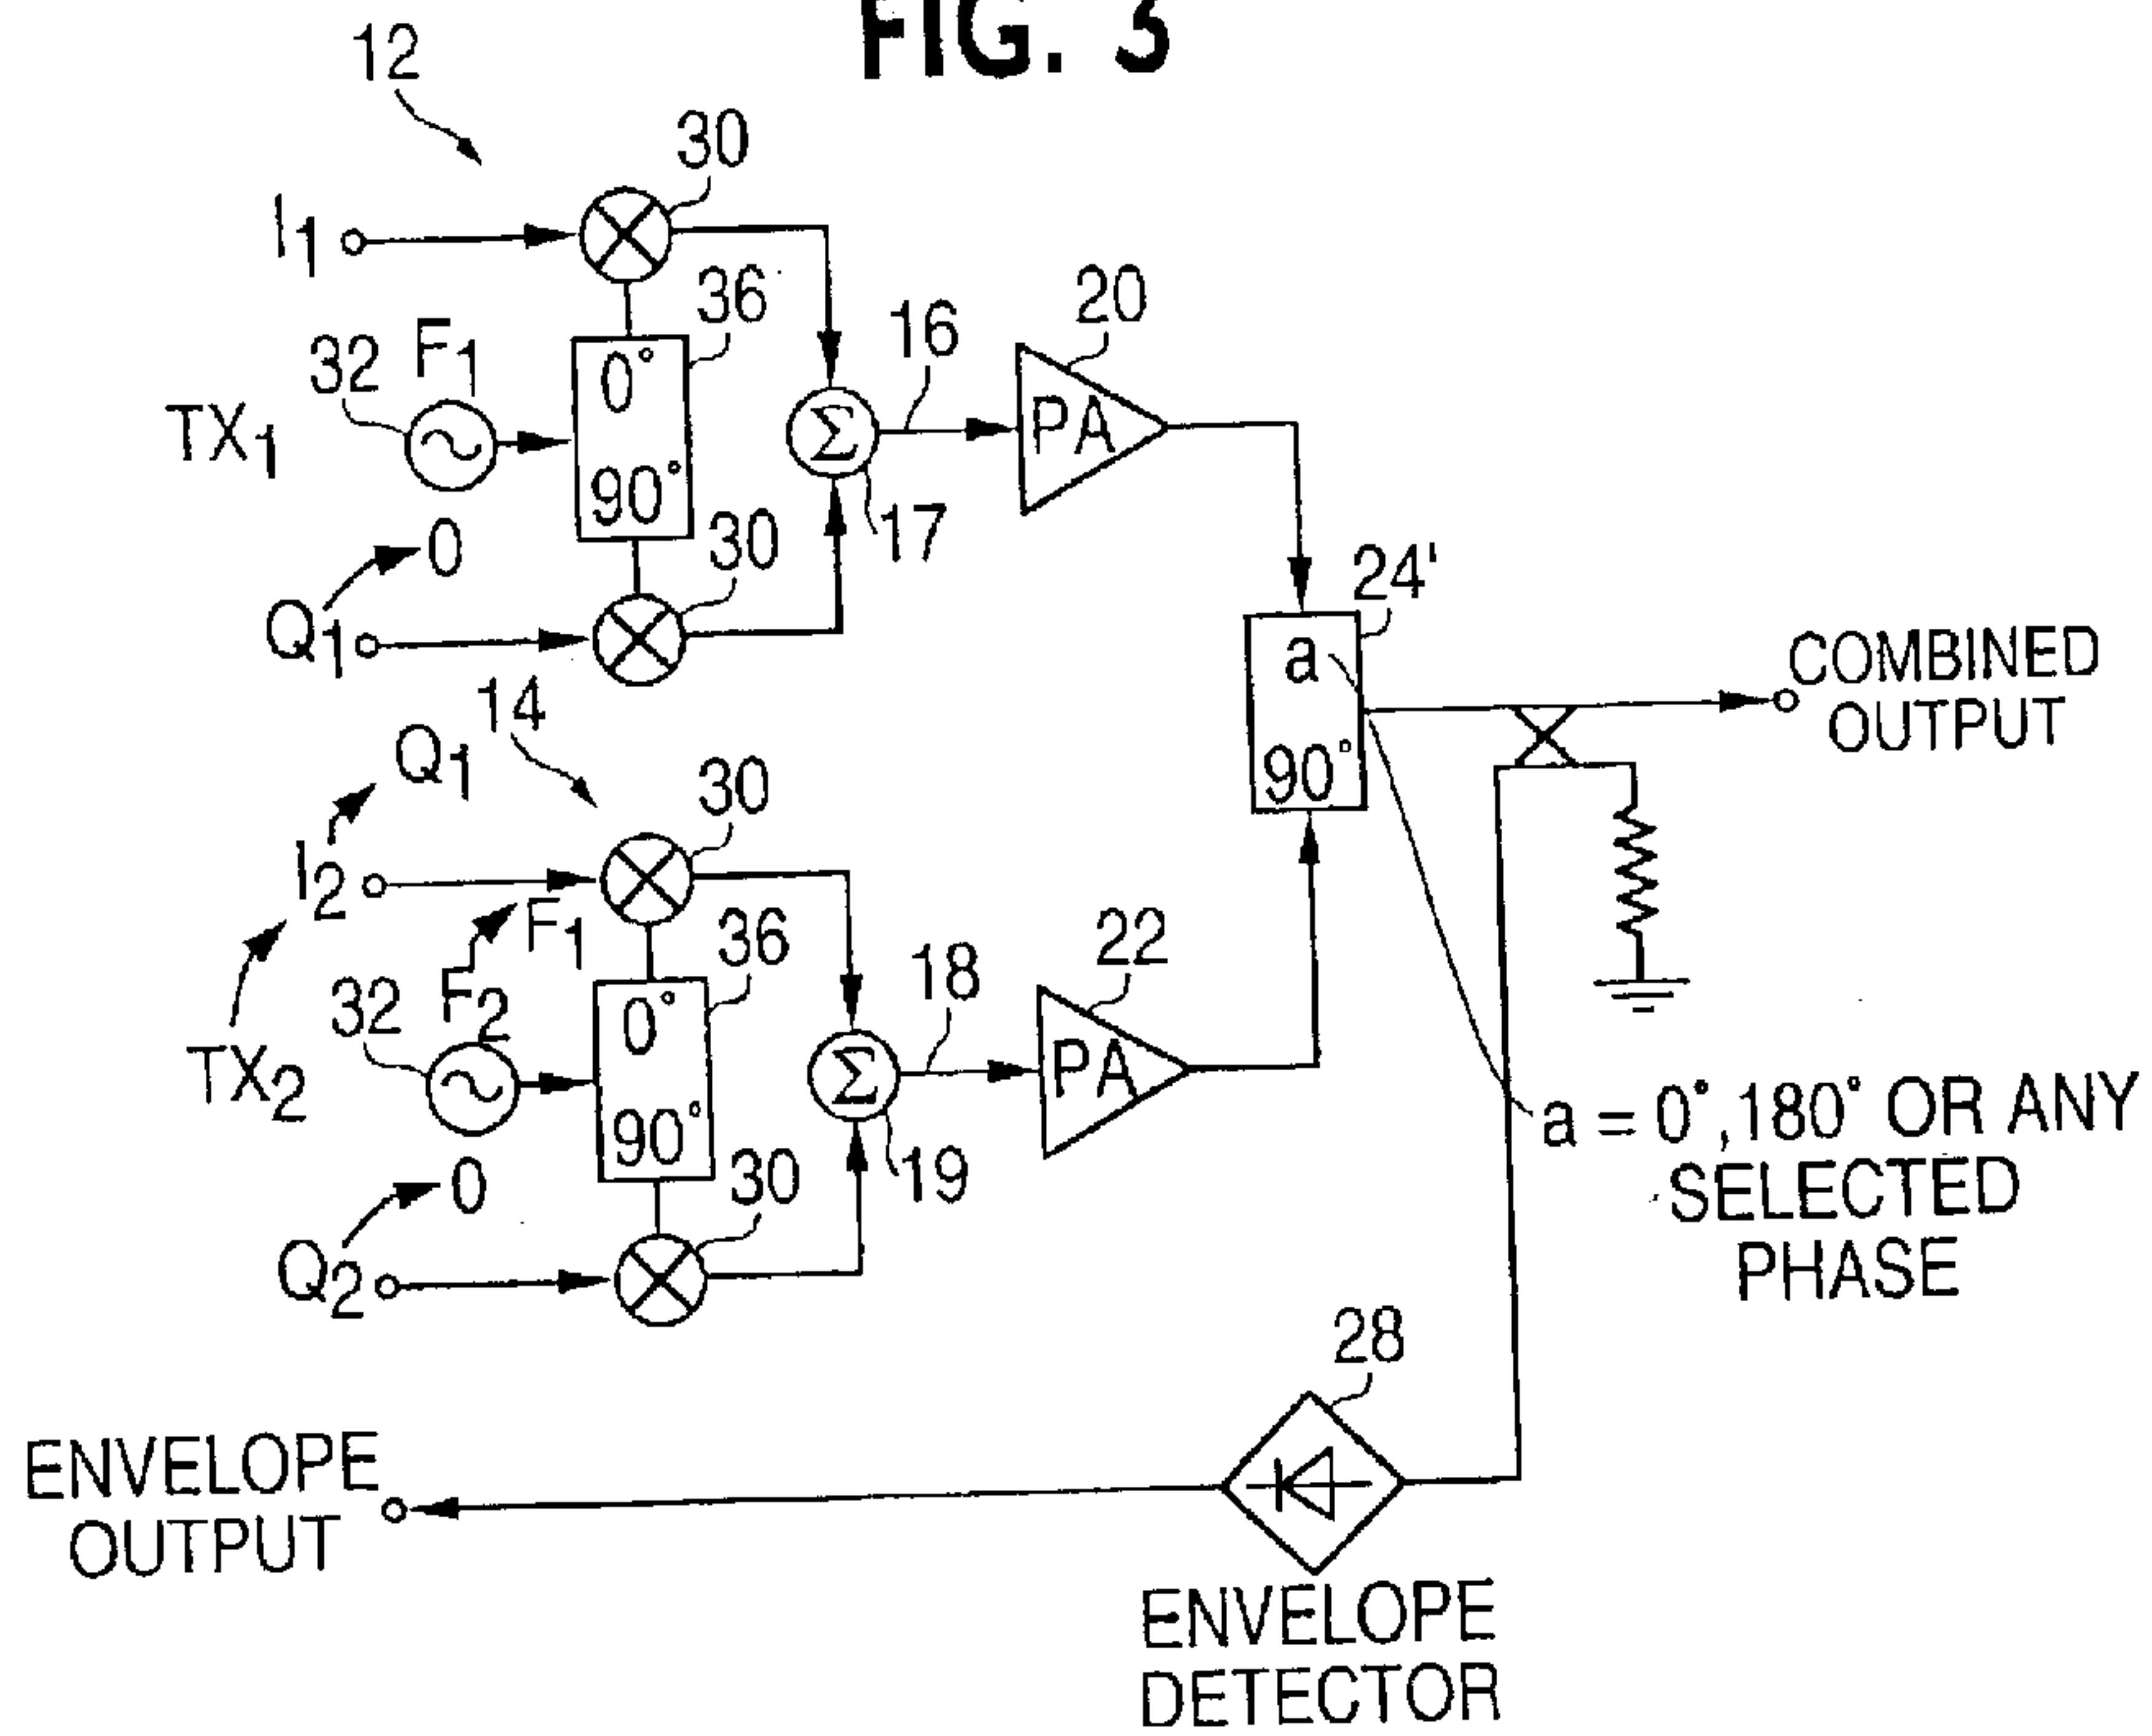 FIG. 3
12
30
I1
36
20
16
32
F1
0°
TX1
Σ
PA
90°
17
0
30
24'
Q1
a
COMBINED
OUTPUT
14
Q1
90°
30
I2
F1
36
22
18
32
F2
0°
TX2
Σ
PA
a = 0°, 180° OR ANY
SELECTED
PHASE
90°
19
0
30
Q2
28
ENVELOPE
OUTPUT
ENVELOPE
DETECTOR